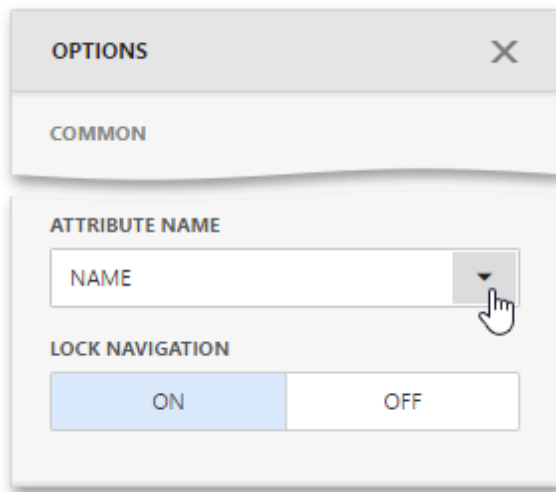 OPTIONS
COMMON
ATTRIBUTE NAME
NAME
LOCK NAVIGATION
ON OFF